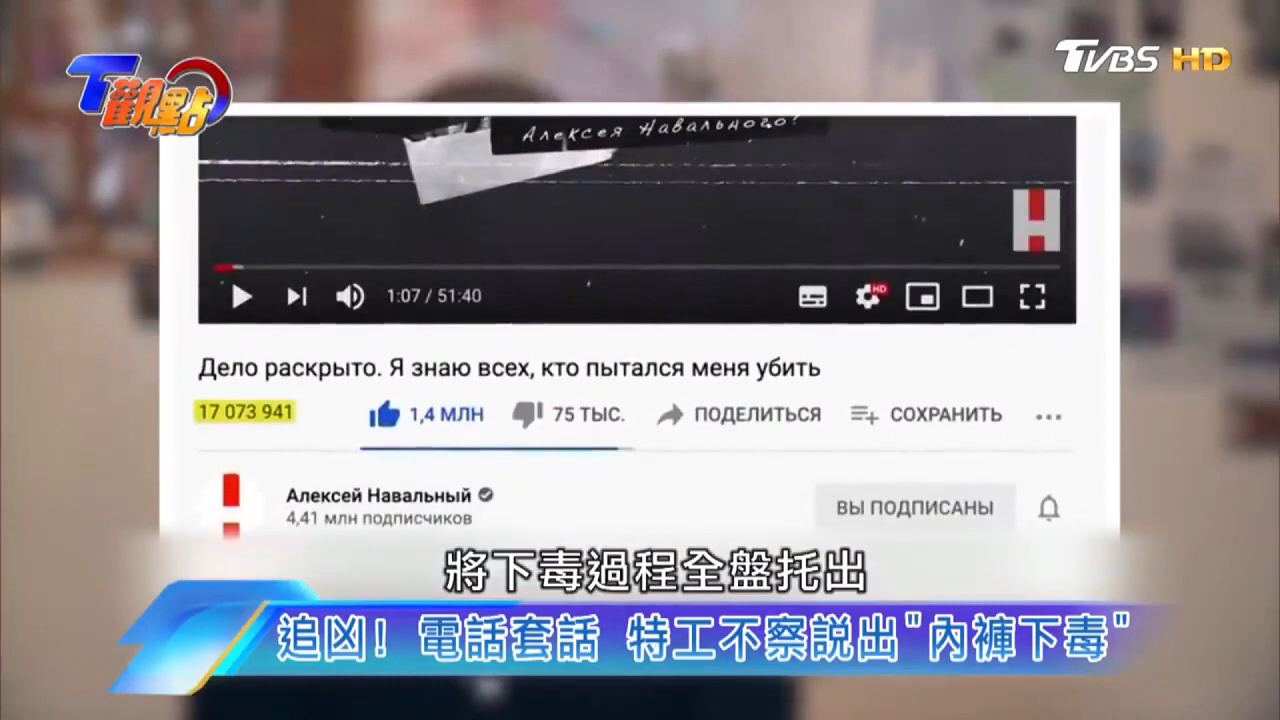 T觀點
TVBS HD
Алексея Навального?
1:07 / 51:40
HD
Дело раскрыто. Я знаю всех, кто пытался меня убить
17 073 941
1,4 МЛН
75 ТЫС.
ПОДЕЛИТЬСЯ
СОХРАНИТЬ
Алексей Навальный
4,41 млн подписчиков
ВЫ ПОДПИСАНЫ
將下毒過程全盤托出
追凶! 電話套話 特工不察說出"內褲下毒"